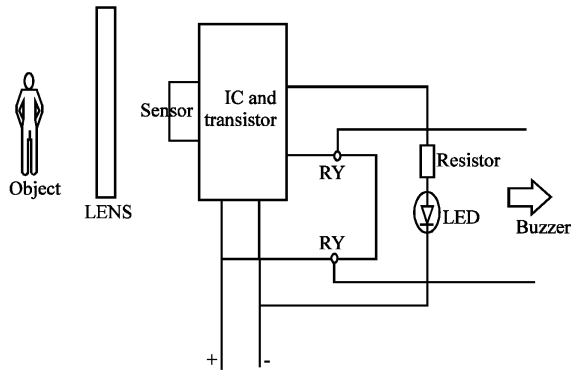 Object
LENS
Sensor
IC and
transistor
RY
RY
Resistor
LED
Buzzer
+
-